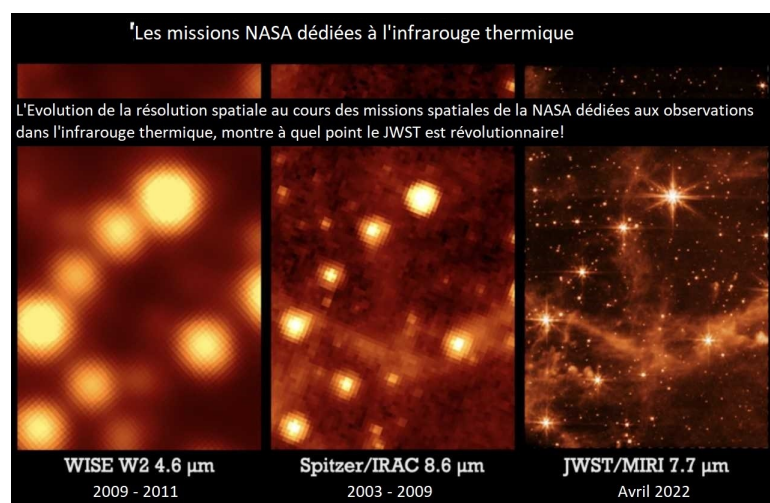 'Les missions NASA dédiées à l'infrarouge thermique
L'Evolution de la résolution spatiale au cours des missions spatiales de la NASA dédiées aux observations
dans l'infrarouge thermique, montre à quel point le JWST est révolutionnaire!
WISE W2 4.6 µm
Spitzer/IRAC 8.6 µm
JWST/MIRI 7.7 µm
2009 - 2011
2003 - 2009
Avril 2022